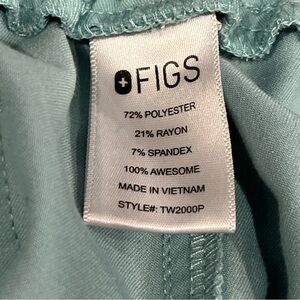 FIGS
72% POLYESTER
21% RAYON
7% SPANDEX
100% AWESOME
MADE IN VIETNAM
STYLE#: TW2000P